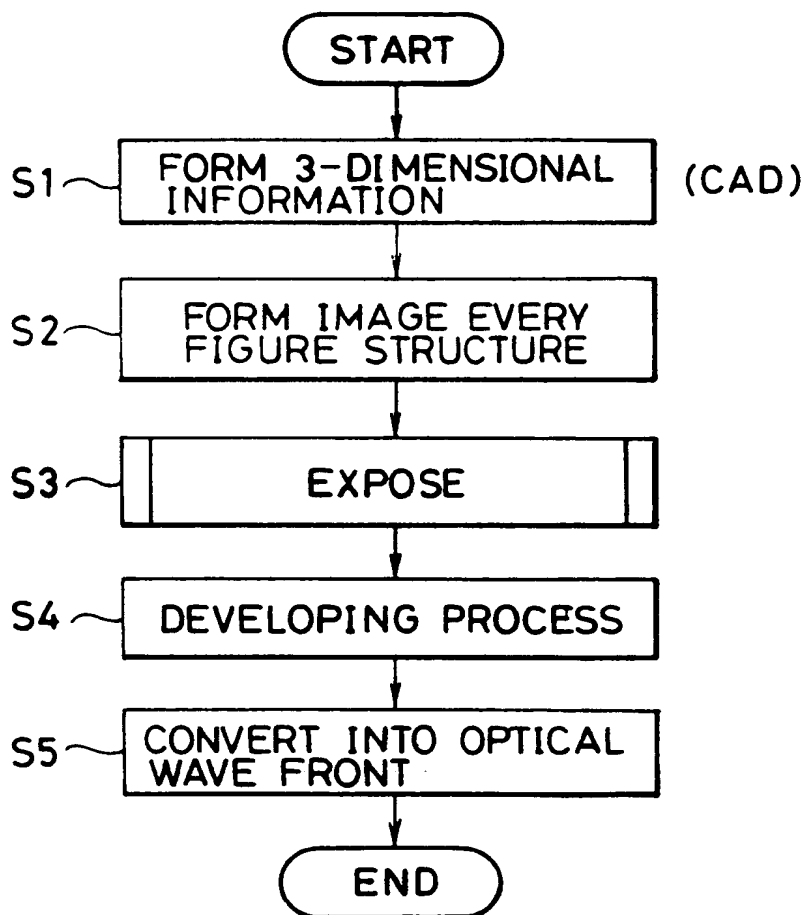 START
S1
FORM 3-DIMENSIONAL
INFORMATION
(CAD)
S2
FORM IMAGE EVERY
FIGURE STRUCTURE
S3
EXPOSE
S4
DEVELOPING PROCESS
S5
CONVERT INTO OPTICAL
WAVE FRONT
END